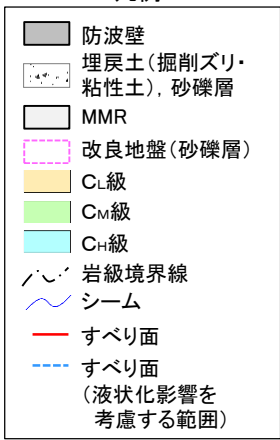 防波壁
埋戻土(掘削ズリ・
粘性土), 砂礫層
MMR
改良地盤(砂礫層)
CL級
CM級
CH級
岩級境界線
シーム
すべり面
すべり面
(液状化影響を
考慮する範囲)